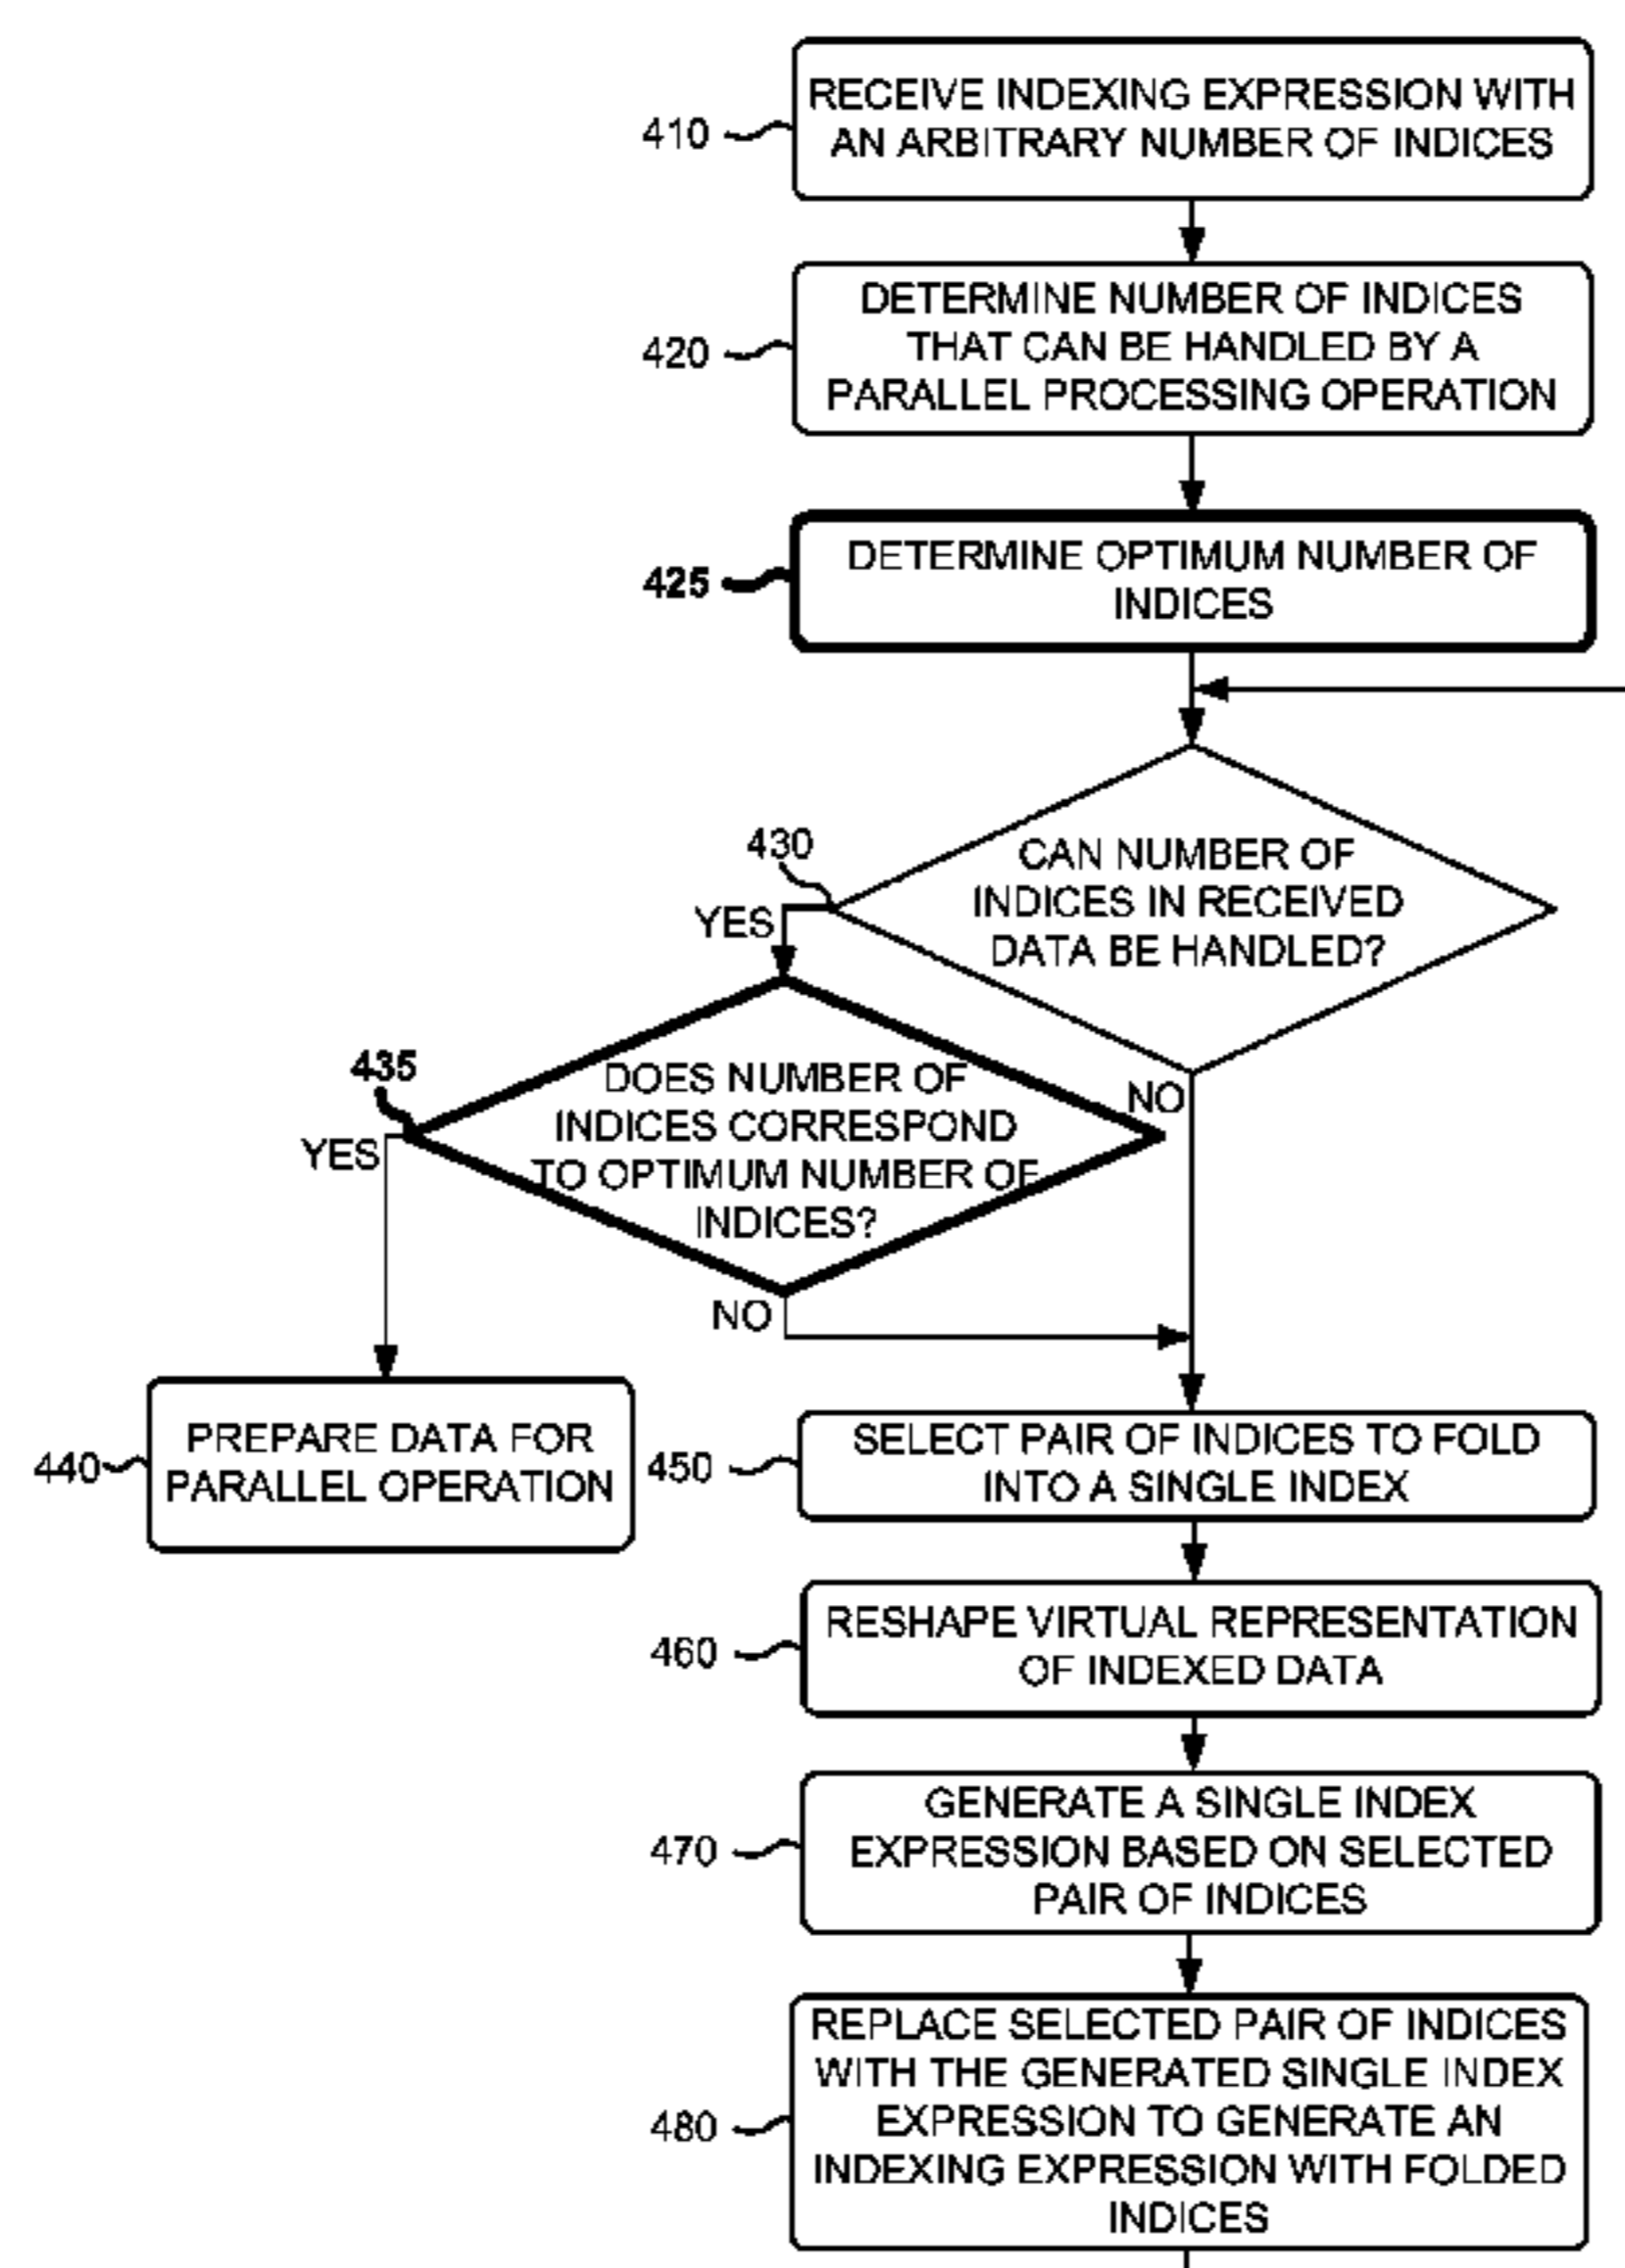 RECEIVE INDEXING EXPRESSION WITH
AN ARBITRARY NUMBER OF INDICES
410
DETERMINE NUMBER OF INDICES
THAT CAN BE HANDLED BY A
PARALLEL PROCESSING OPERATION
420
DETERMINE OPTIMUM NUMBER OF
INDICES
425
430
CAN NUMBER OF
INDICES IN RECEIVED
DATA BE HANDLED?
YES
NO
435
DOES NUMBER OF
INDICES CORRESPOND
TO OPTIMUM NUMBER OF
INDICES?
YES
NO
PREPARE DATA FOR
PARALLEL OPERATION
440
SELECT PAIR OF INDICES TO FOLD
INTO A SINGLE INDEX
450
RESHAPE VIRTUAL REPRESENTATION
OF INDEXED DATA
460
GENERATE A SINGLE INDEX
EXPRESSION BASED ON SELECTED
PAIR OF INDICES
470
REPLACE SELECTED PAIR OF INDICES
WITH THE GENERATED SINGLE INDEX
EXPRESSION TO GENERATE AN
INDEXING EXPRESSION WITH FOLDED
INDICES
480